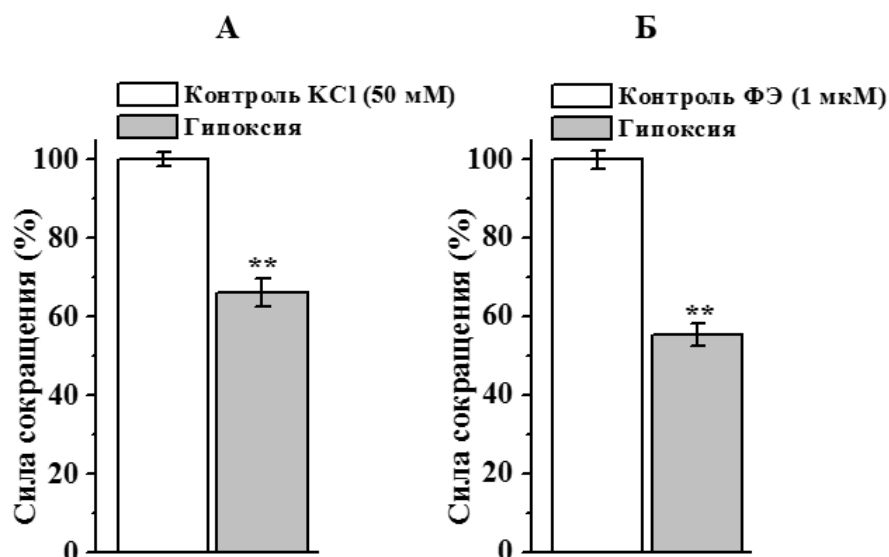 А
Контроль KCl (50 мМ)
Гипоксия
Сила сокращения (%)
100
80
60
40
20
0
**
Б
Контроль ФЭ (1 мкМ)
Гипоксия
Сила сокращения (%)
100
80
60
40
20
0
**